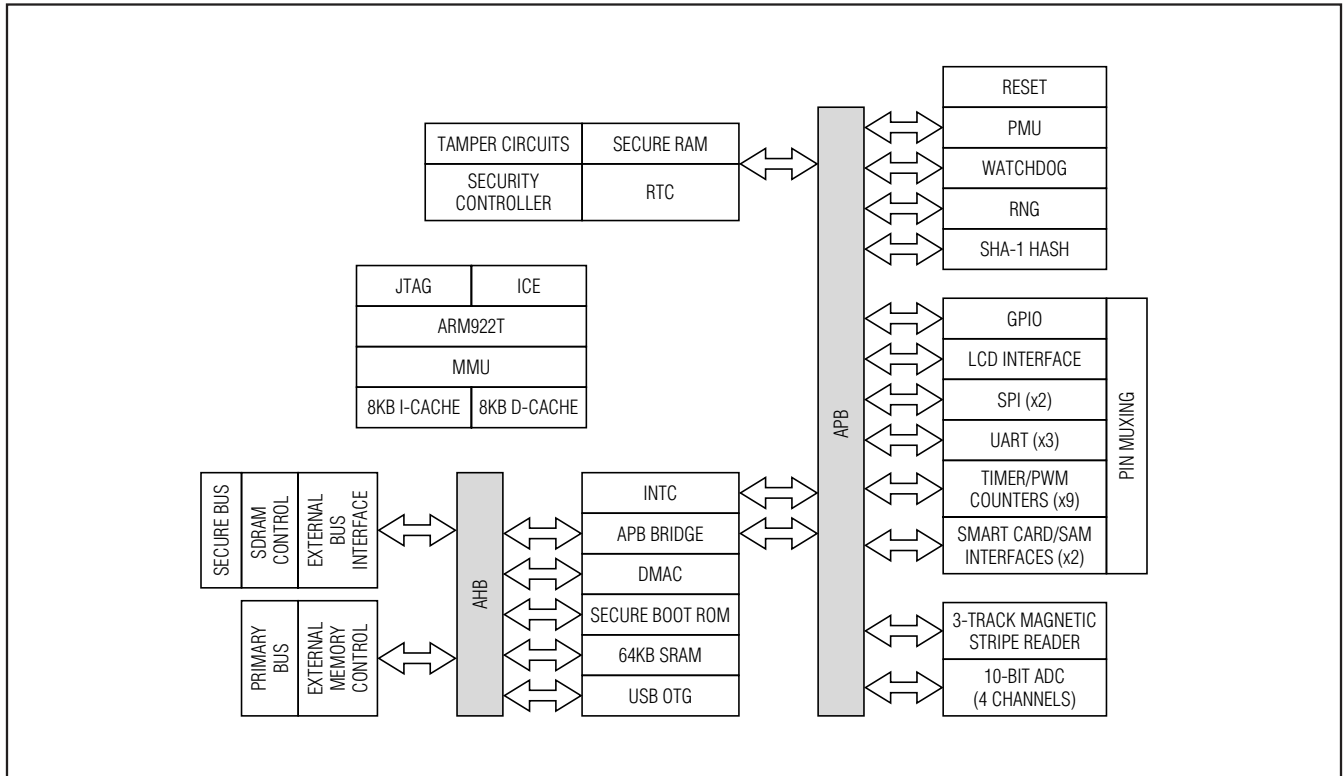 TAMPER CIRCUITS
SECURE RAM
SECURITY
CONTROLLER
RTC
JTAG
ICE
ARM922T
MMU
8KB I-CACHE
8KB D-CACHE
SECURE BUS
SDRAM
CONTROL
EXTERNAL
BUS
INTERFACE
PRIMARY
BUS
EXTERNAL
MEMORY
CONTROL
AHB
INTC
APB BRIDGE
DMAC
SECURE BOOT ROM
64KB SRAM
USB OTG
APB
RESET
PMU
WATCHDOG
RNG
SHA-1 HASH
GPIO
LCD INTERFACE
SPI (x2)
UART (x3)
TIMER/PWM
COUNTERS (x9)
SMART CARD/SAM
INTERFACES (x2)
PIN MUXING
3-TRACK MAGNETIC
STRIPE READER
10-BIT ADC
(4 CHANNELS)